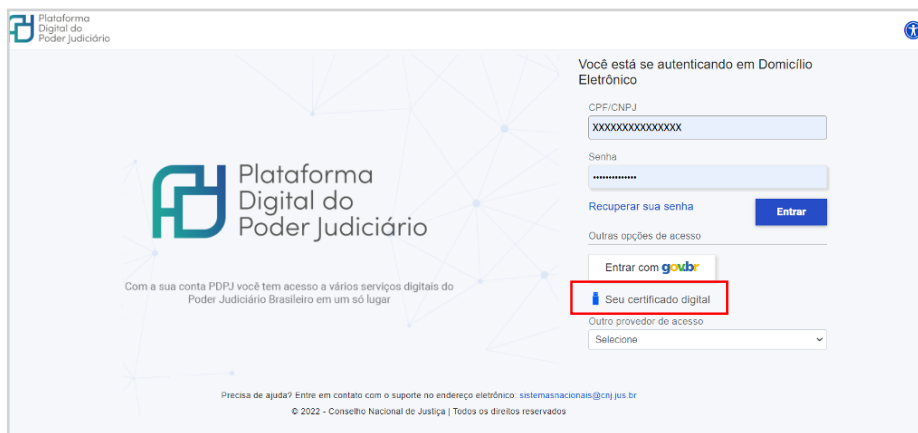 Plataforma
Digital do
Poder Judiciário
Você está se autenticando em Domicílio
Eletrônico
CPF/CNPJ
XXXXXXXXXXXXXXX
Senha
Recuperar sua senha
Entrar
Outras opções de acesso
Entrar com gov.br
Seu certificado digital
Outro provedor de acesso
Selecione
Plataforma
Digital do
Poder Judiciário
Com a sua conta PDPJ você tem acesso a vários serviços digitais do
Poder Judiciário Brasileiro em um só lugar
Precisa de ajuda? Entre em contato com o suporte no endereço eletrônico: sistemasnacionais@cnj.jus.br
© 2022 - Conselho Nacional de Justiça | Todos os direitos reservados